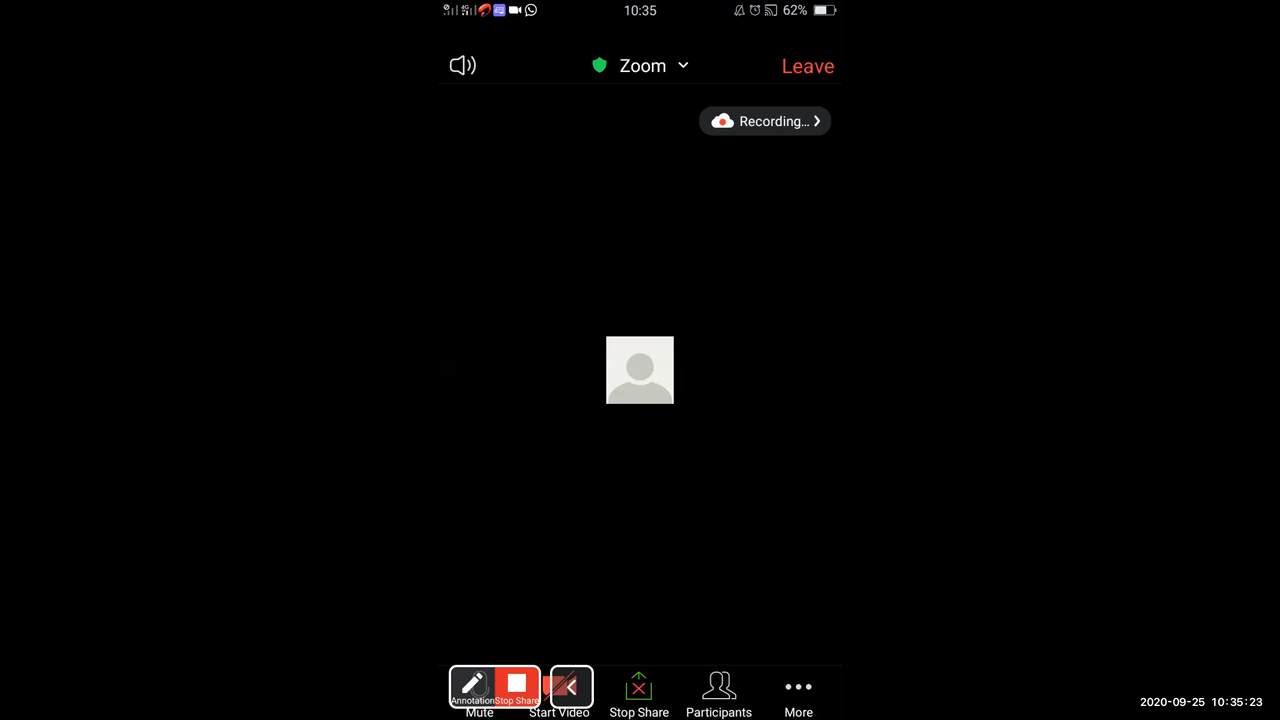 10:35
62%
Zoom
Leave
Recording...
Annotation Stop Share
Mute
Start Video
Stop Share
Participants
More
2020-09-25 10:35:23